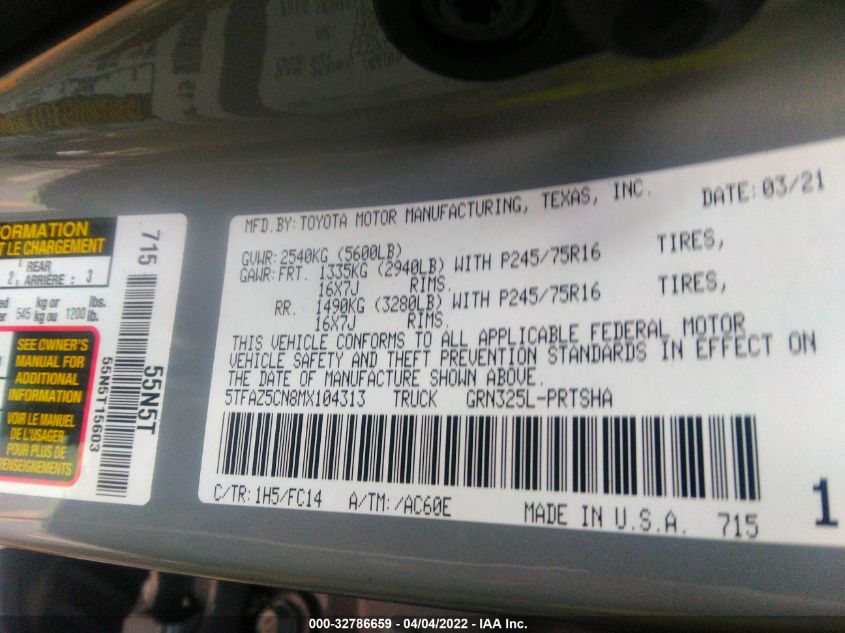 FORMATION
T LE CHARGEMENT
2, REAR
ARRIÈRE : 3
kg or lbs.
545 kg ou 1200 lb.
SEE OWNER'S
MANUAL FOR
ADDITIONAL
INFORMATION
VOIR LE MANUEL
DE L'USAGER
POUR PLUS DE
RENSEIGNEMENTS
715
55N5T
55N5T15603
MFD.BY: TOYOTA MOTOR MANUFACTURING, TEXAS, INC. DATE:03/21
GVWR:2540KG (5600LB)
GAWR:FRT. 1335KG (2940LB) WITH P245/75R16 TIRES,
16X7J RIMS.
RR. 1490KG (3280LB) WITH P245/75R16 TIRES,
16X7J RIMS.
THIS VEHICLE CONFORMS TO ALL APPLICABLE FEDERAL MOTOR
VEHICLE SAFETY AND THEFT PREVENTION STANDARDS IN EFFECT ON
THE DATE OF MANUFACTURE SHOWN ABOVE.
5TFAZ5CN8MX104313 TRUCK GRN325L-PRTSHA
C/TR:1H5/FC14 A/TM:/AC60E MADE IN U.S.A. 715
1
000-32786659 - 04/04/2022 - IAA Inc.